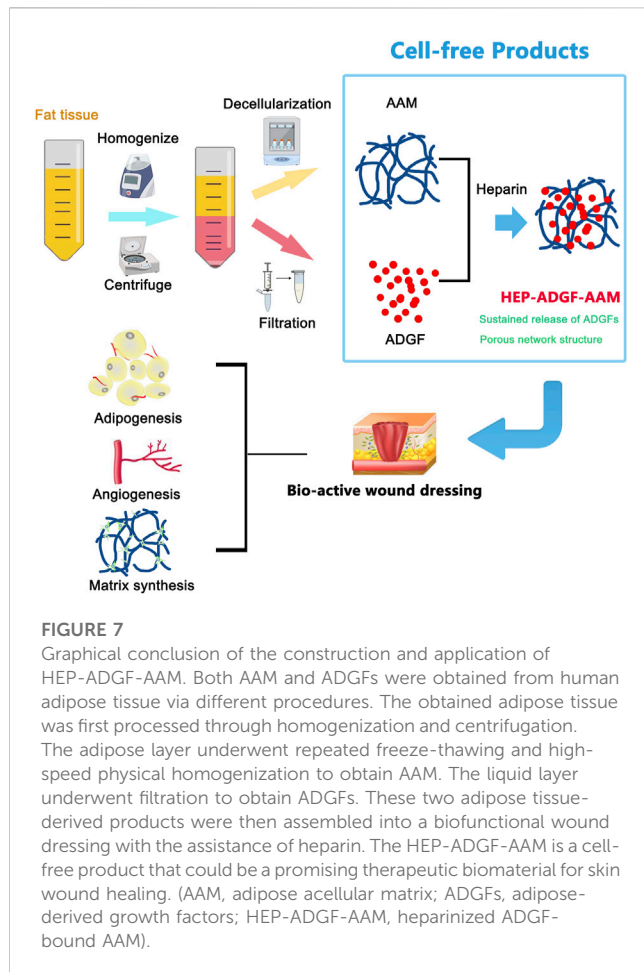 Cell-free Products
Fat tissue
Homogenize
Centrifuge
Decellularization
Filtration
AAM
ADGF
Heparin
HEP-ADGF-AAM
Sustained release of ADGFs
Porous network structure
Adipogenesis
Angiogenesis
Matrix synthesis
Bio-active wound dressing
FIGURE 7
Graphical conclusion of the construction and application of
HEP-ADGF-AAM. Both AAM and ADGFs were obtained from human
adipose tissue via different procedures. The obtained adipose tissue
was first processed through homogenization and centrifugation.
The adipose layer underwent repeated freeze-thawing and high-
speed physical homogenization to obtain AAM. The liquid layer
underwent filtration to obtain ADGFs. These two adipose tissue-
derived products were then assembled into a biofunctional wound
dressing with the assistance of heparin. The HEP-ADGF-AAM is a cell-
free product that could be a promising therapeutic biomaterial for skin
wound healing. (AAM, adipose acellular matrix; ADGFs, adipose-
derived growth factors; HEP-ADGF-AAM, heparinized ADGF-
bound AAM).